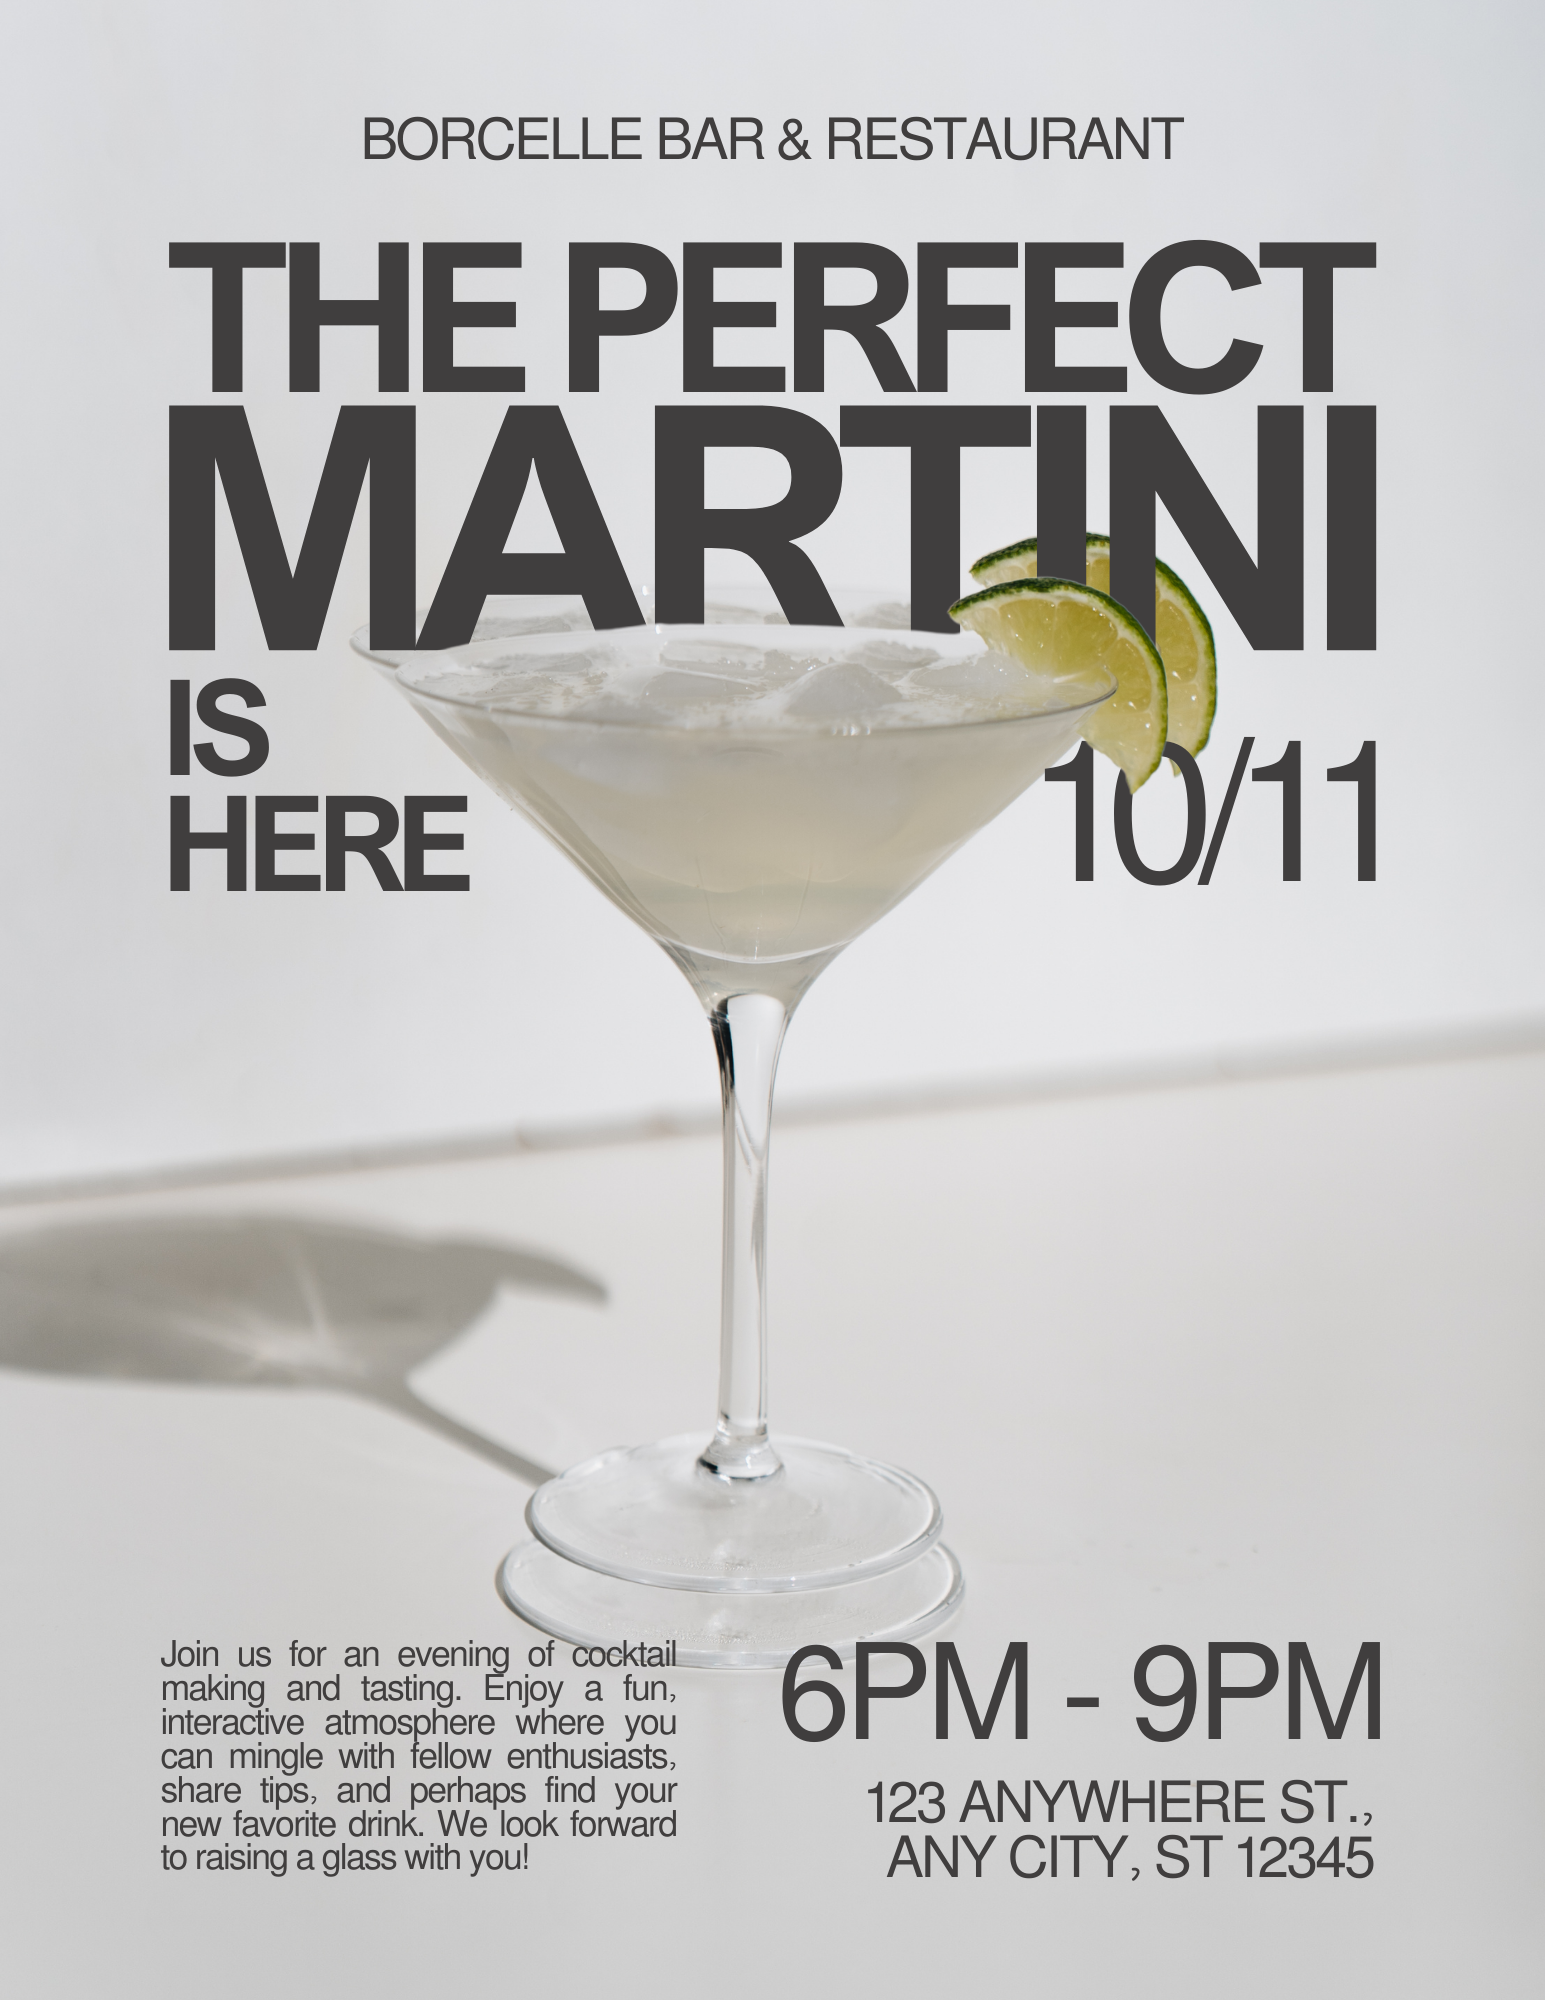 BORCELLE BAR & RESTAURANT
THE PERFECT
MARTINI
IS
HERE
10/11
Join us for an evening of cocktail
making and tasting. Enjoy a fun,
interactive atmosphere where you
can mingle with fellow enthusiasts,
share tips, and perhaps find your
new favorite drink. We look forward
to raising a glass with you!
6PM - 9PM
123 ANYWHERE ST.,
ANY CITY, ST 12345